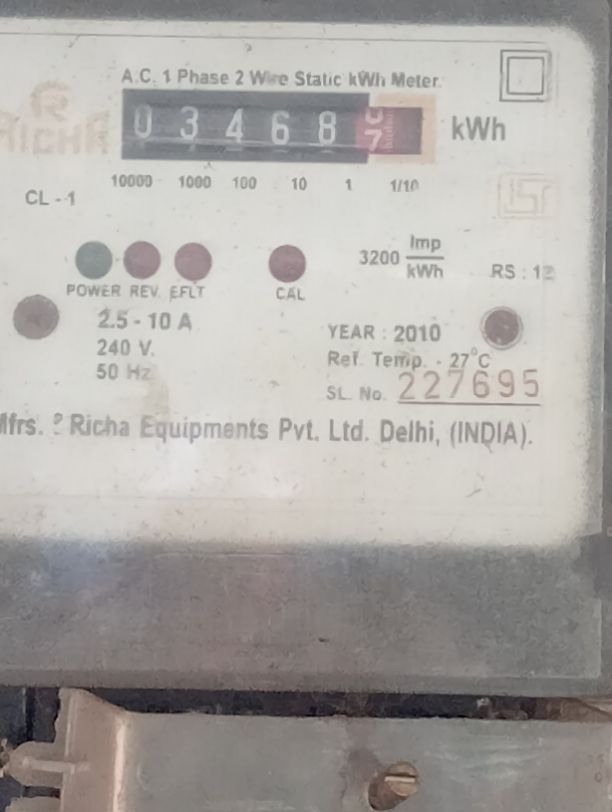 A.C. 1 Phase 2 Wire Static kWh Meter.
RICHA
0 3 4 6 8 7 kWh
10000 1000 100 10 1 1/10
CL - 1
3200 Imp/kWh
RS : 12
POWER REV. EFLT CAL
2.5 - 10 A
240 V.
50 Hz
YEAR : 2010
Ref. Temp. - 27°C
SL. No. 227695
Mfrs. : Richa Equipments Pvt. Ltd. Delhi, (INDIA).